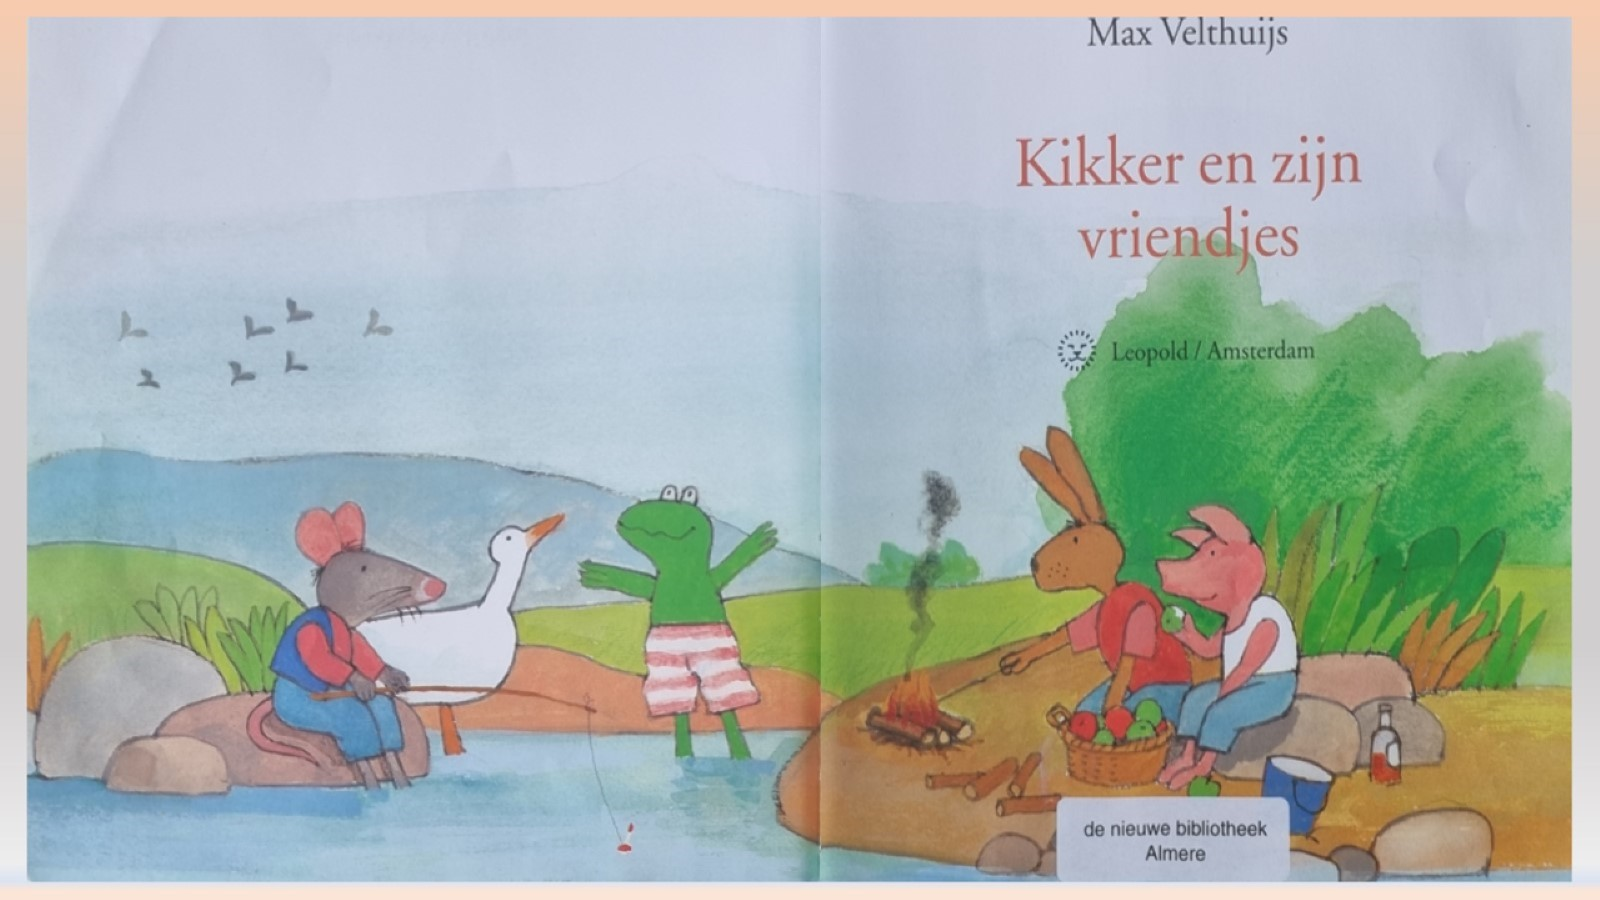 Max Velthuijs
Kikker en zijn
vriendjes
Leopold / Amsterdam
de nieuwe bibliotheek
Almere